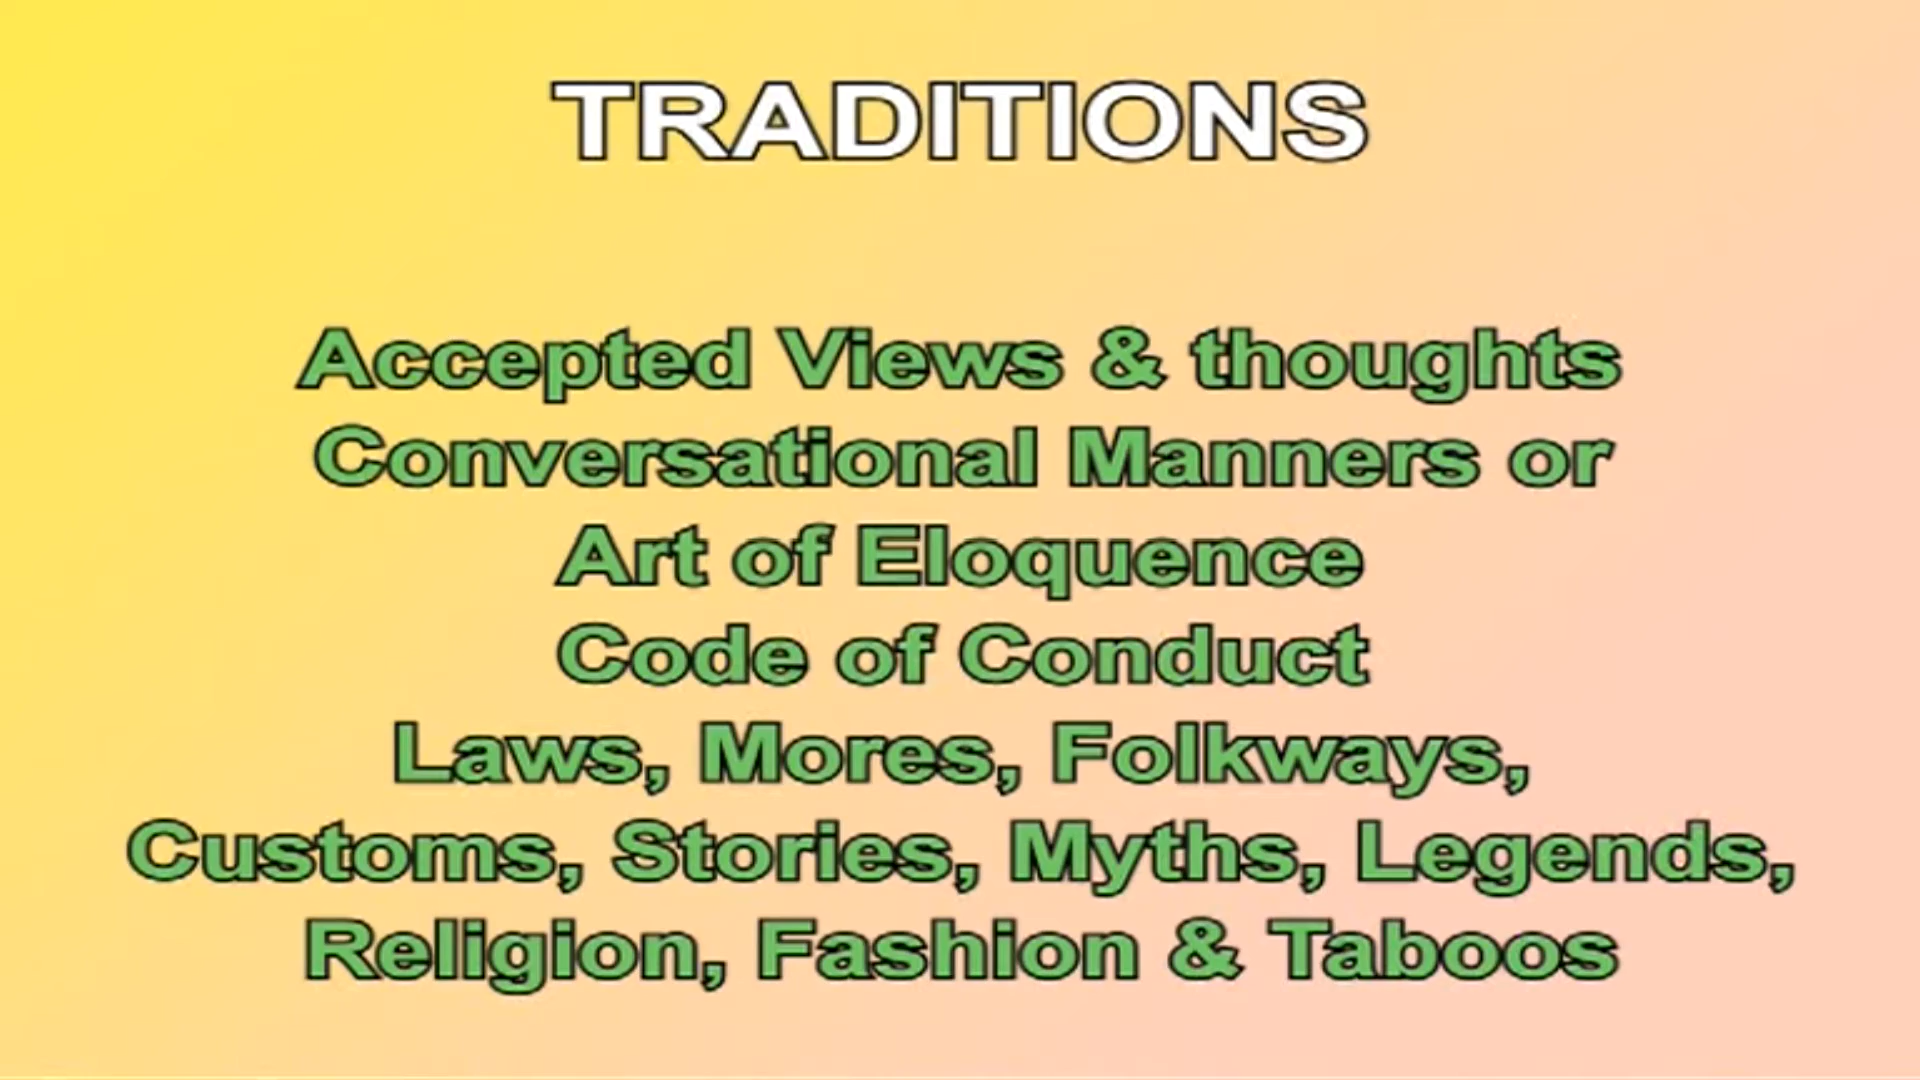 TRADITIONS
Accepted Views & thoughts
Conversational Manners or
Art of Eloquence
Code of Conduct
Laws, Mores, Folkways,
Customs, Stories, Myths, Legends,
Religion, Fashion & Taboos